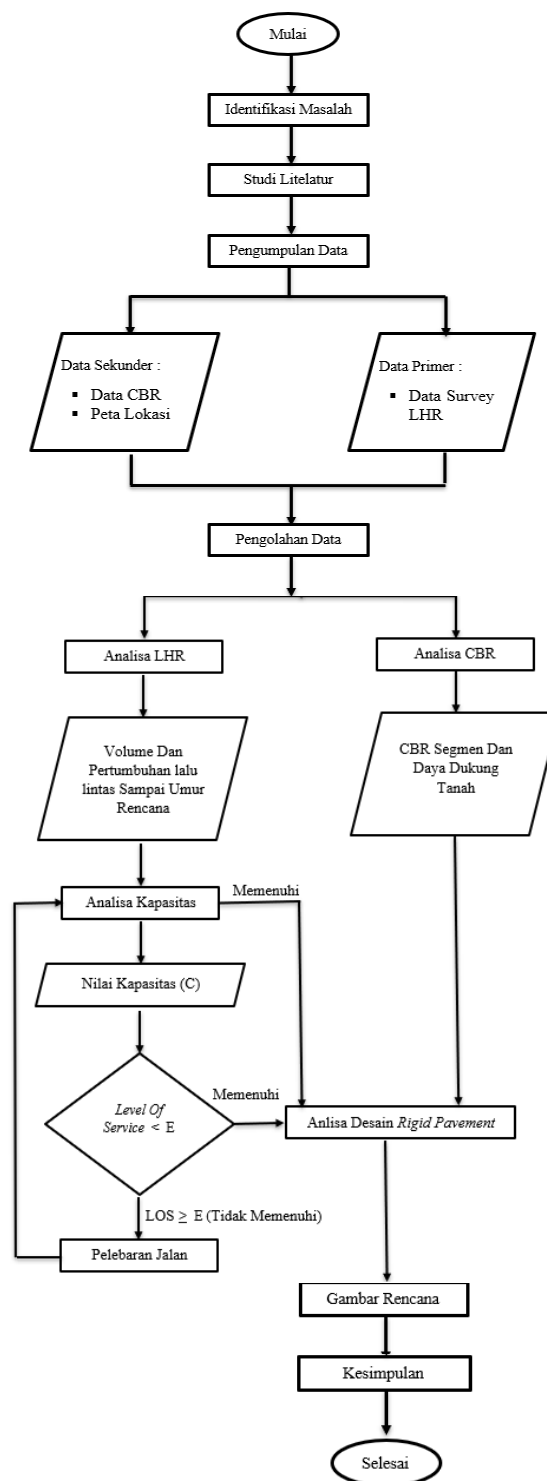 Mulai
Identifikasi Masalah
Studi Litelatur
Pengumpulan Data
Data Sekunder :
▪ Data CBR
▪ Peta Lokasi
Data Primer :
▪ Data Survey
LHR
Pengolahan Data
Analisa LHR
Analisa CBR
Volume Dan
Pertumbuhan lalu
lintas Sampai Umur
Rencana
CBR Segmen Dan
Daya Dukung
Tanah
Analisa Kapasitas
Memenuhi
Nilai Kapasitas (C)
Level Of
Service < E
Memenuhi
Anlisa Desain Rigid Pavement
LOS ≥ E (Tidak Memenuhi)
Pelebaran Jalan
Gambar Rencana
Kesimpulan
Selesai